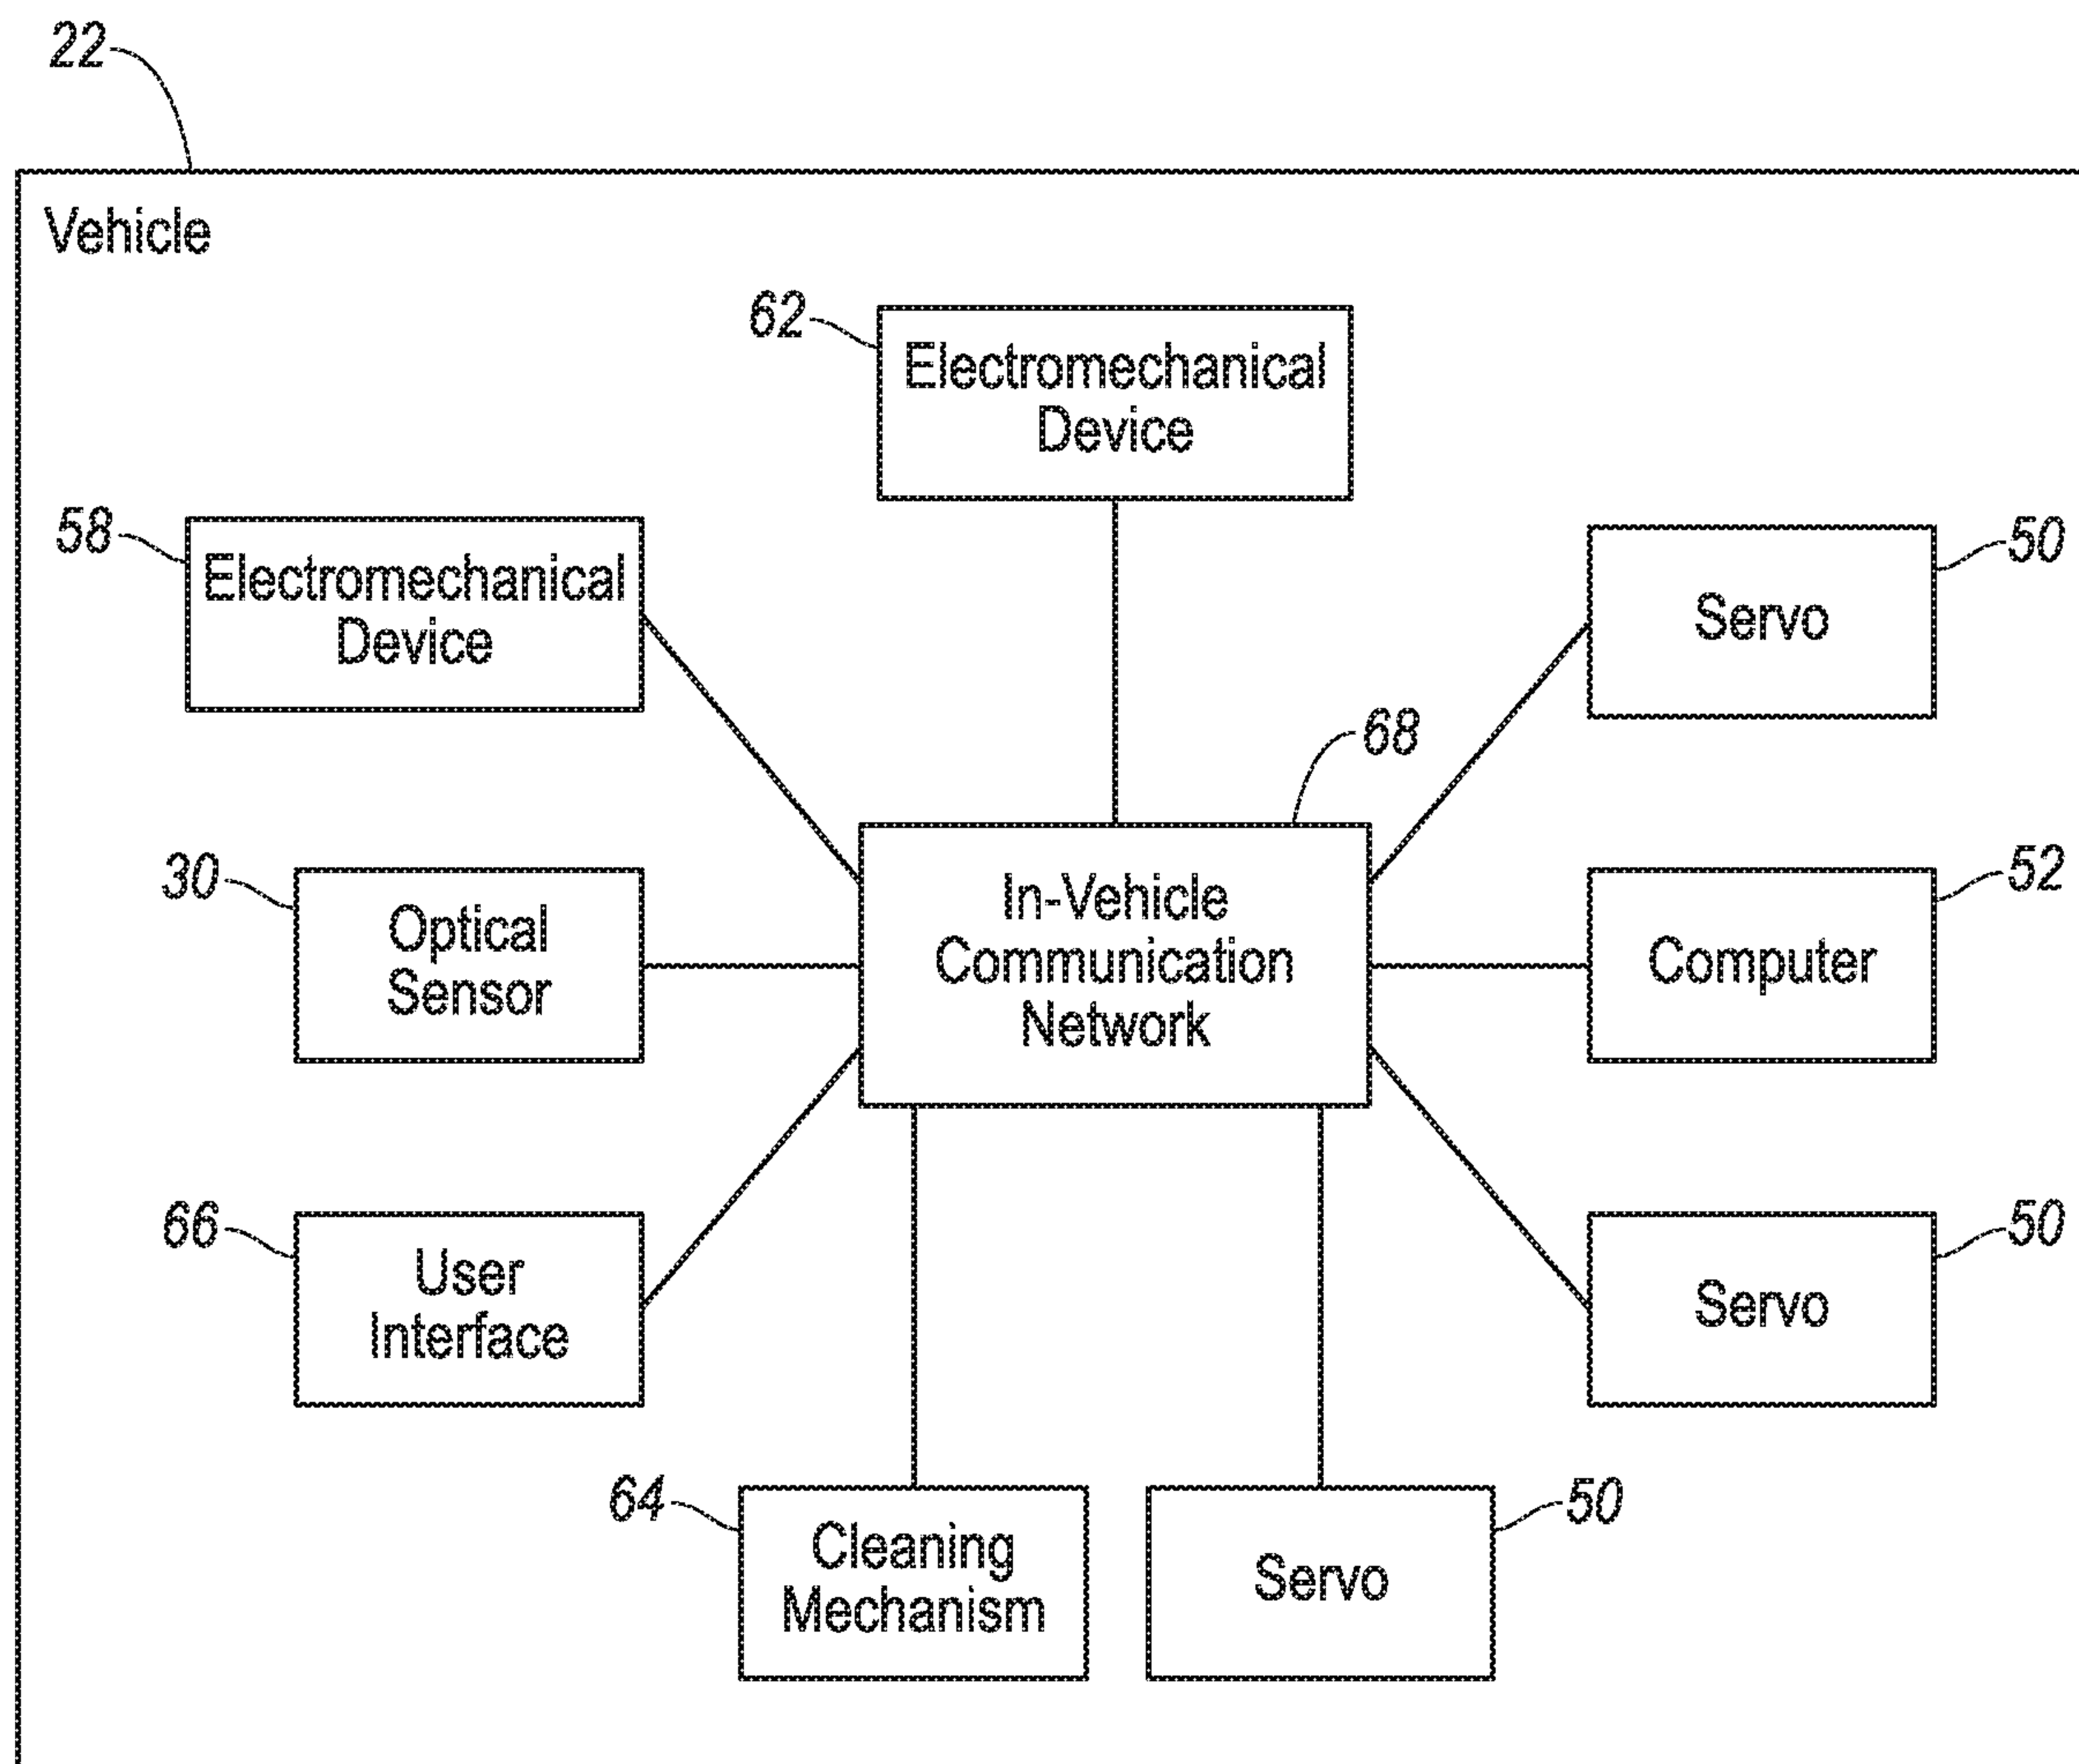 22
Vehicle
62
Electromechanical
Device
58
Electromechanical
Device
50
Servo
68
30
Optical
Sensor
In-Vehicle
Communication
Network
52
Computer
66
User
Interface
50
Servo
64
Cleaning
Mechanism
50
Servo